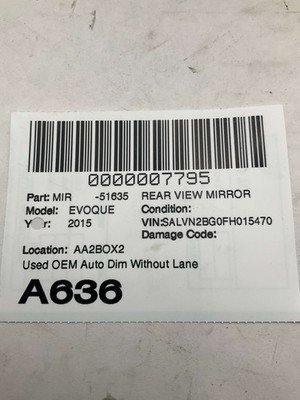 0000007795
Part: MIR -51635 REAR VIEW MIRROR
Model: EVOQUE Condition:
Year: 2015 VIN:SALVN2BG0FH015470
Damage Code:
Location: AA2BOX2
Used OEM Auto Dim Without Lane
A636